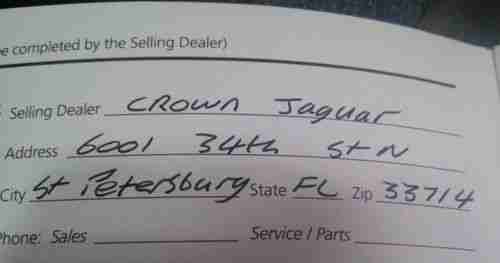 e completed by the Selling Dealer)
Selling Dealer CROWN Jaguar
Address 6001 34th St N
City St Petersburg State FL Zip 33714
Phone: Sales Service / Parts